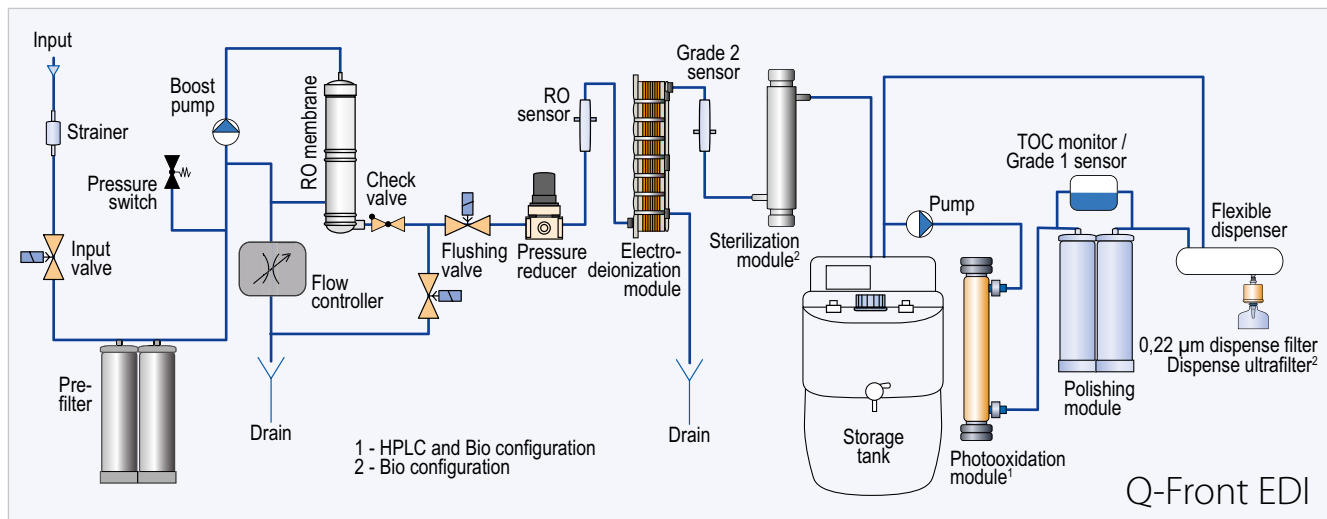 Input
Strainer
Boost
pump
Pressure
switch
Input
valve
Pre-
filter
RO membrane
Flow
controller
Drain
Check
valve
Flushing
valve
Pressure
reducer
RO
sensor
Electro-
deionization
module
Drain
Grade 2
sensor
Sterilization
module²
Storage
tank
Pump
Photooxidation
module¹
TOC monitor /
Grade 1 sensor
Polishing
module
Flexible
dispenser
0,22 µm dispense filter
Dispense ultrafilter²
1 - HPLC and Bio configuration
2 - Bio configuration
Q-Front EDI